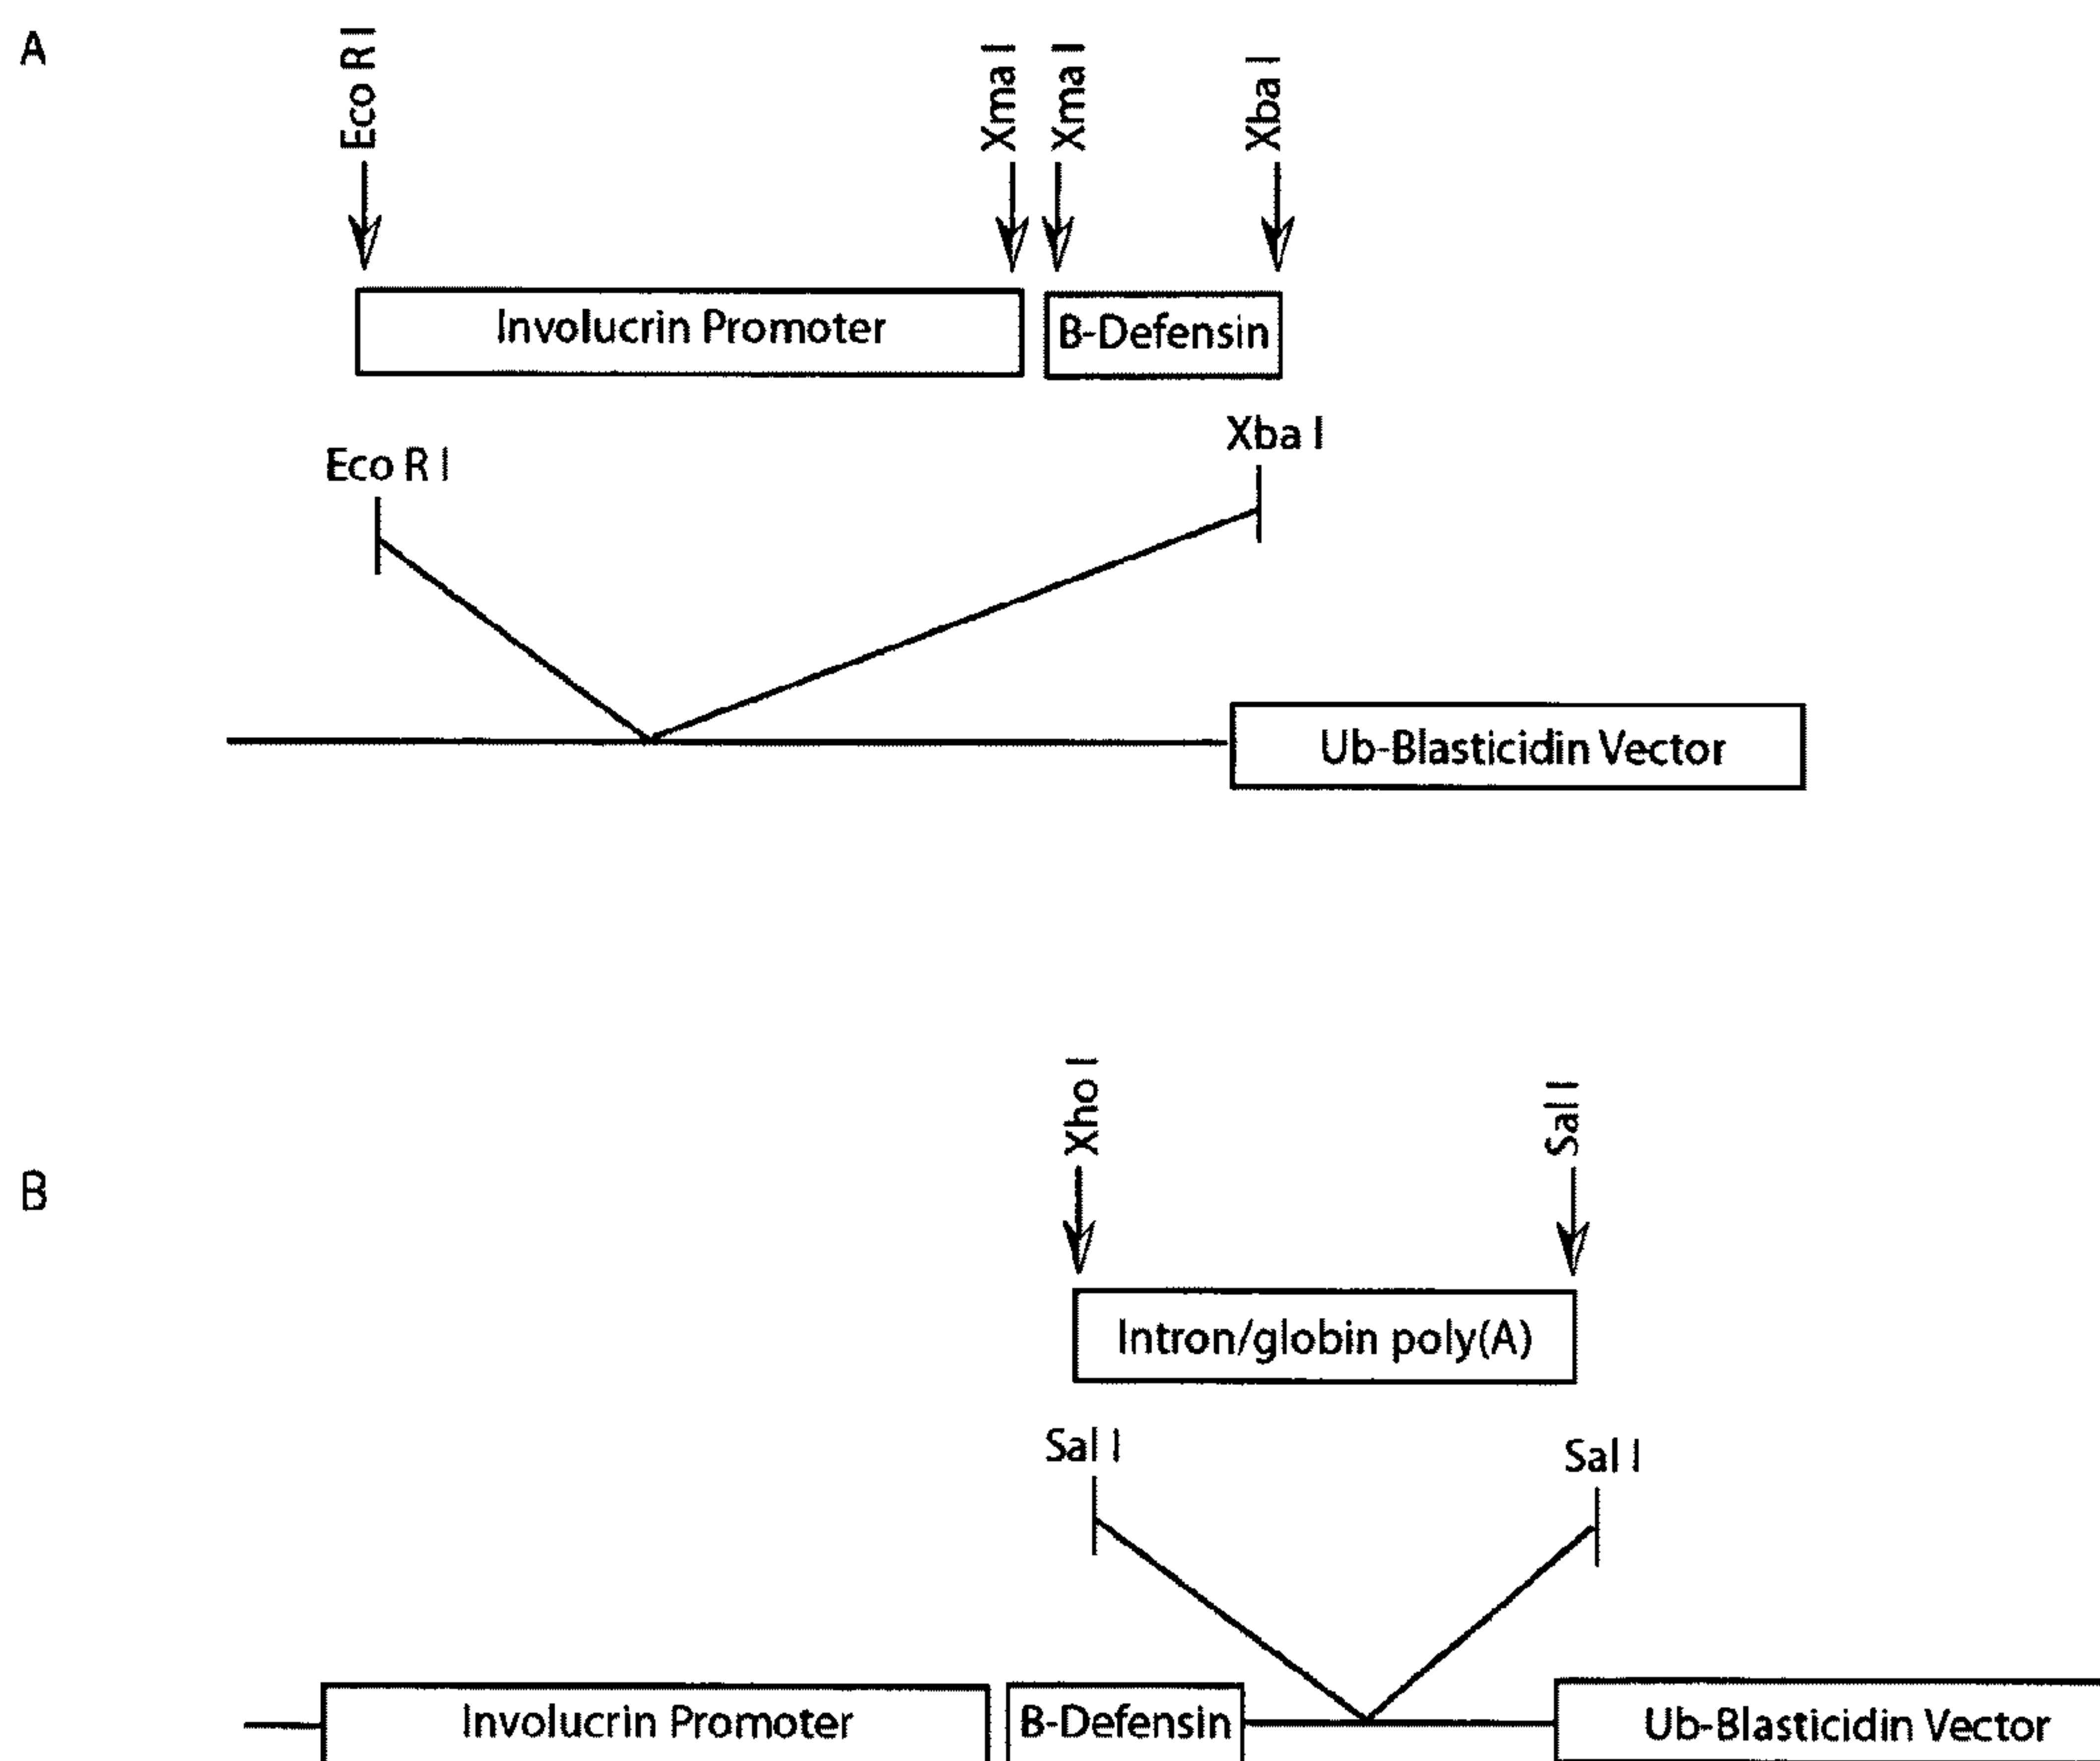 A
Eco R I
Xma I
Xma I
Xba I
Involucrin Promoter
B-Defensin
Eco R I
Xba I
Ub-Blasticidin Vector
B
Xho I
Sal I
Intron/globin poly(A)
Sal I
Sal I
Involucrin Promoter
B-Defensin
Ub-Blasticidin Vector